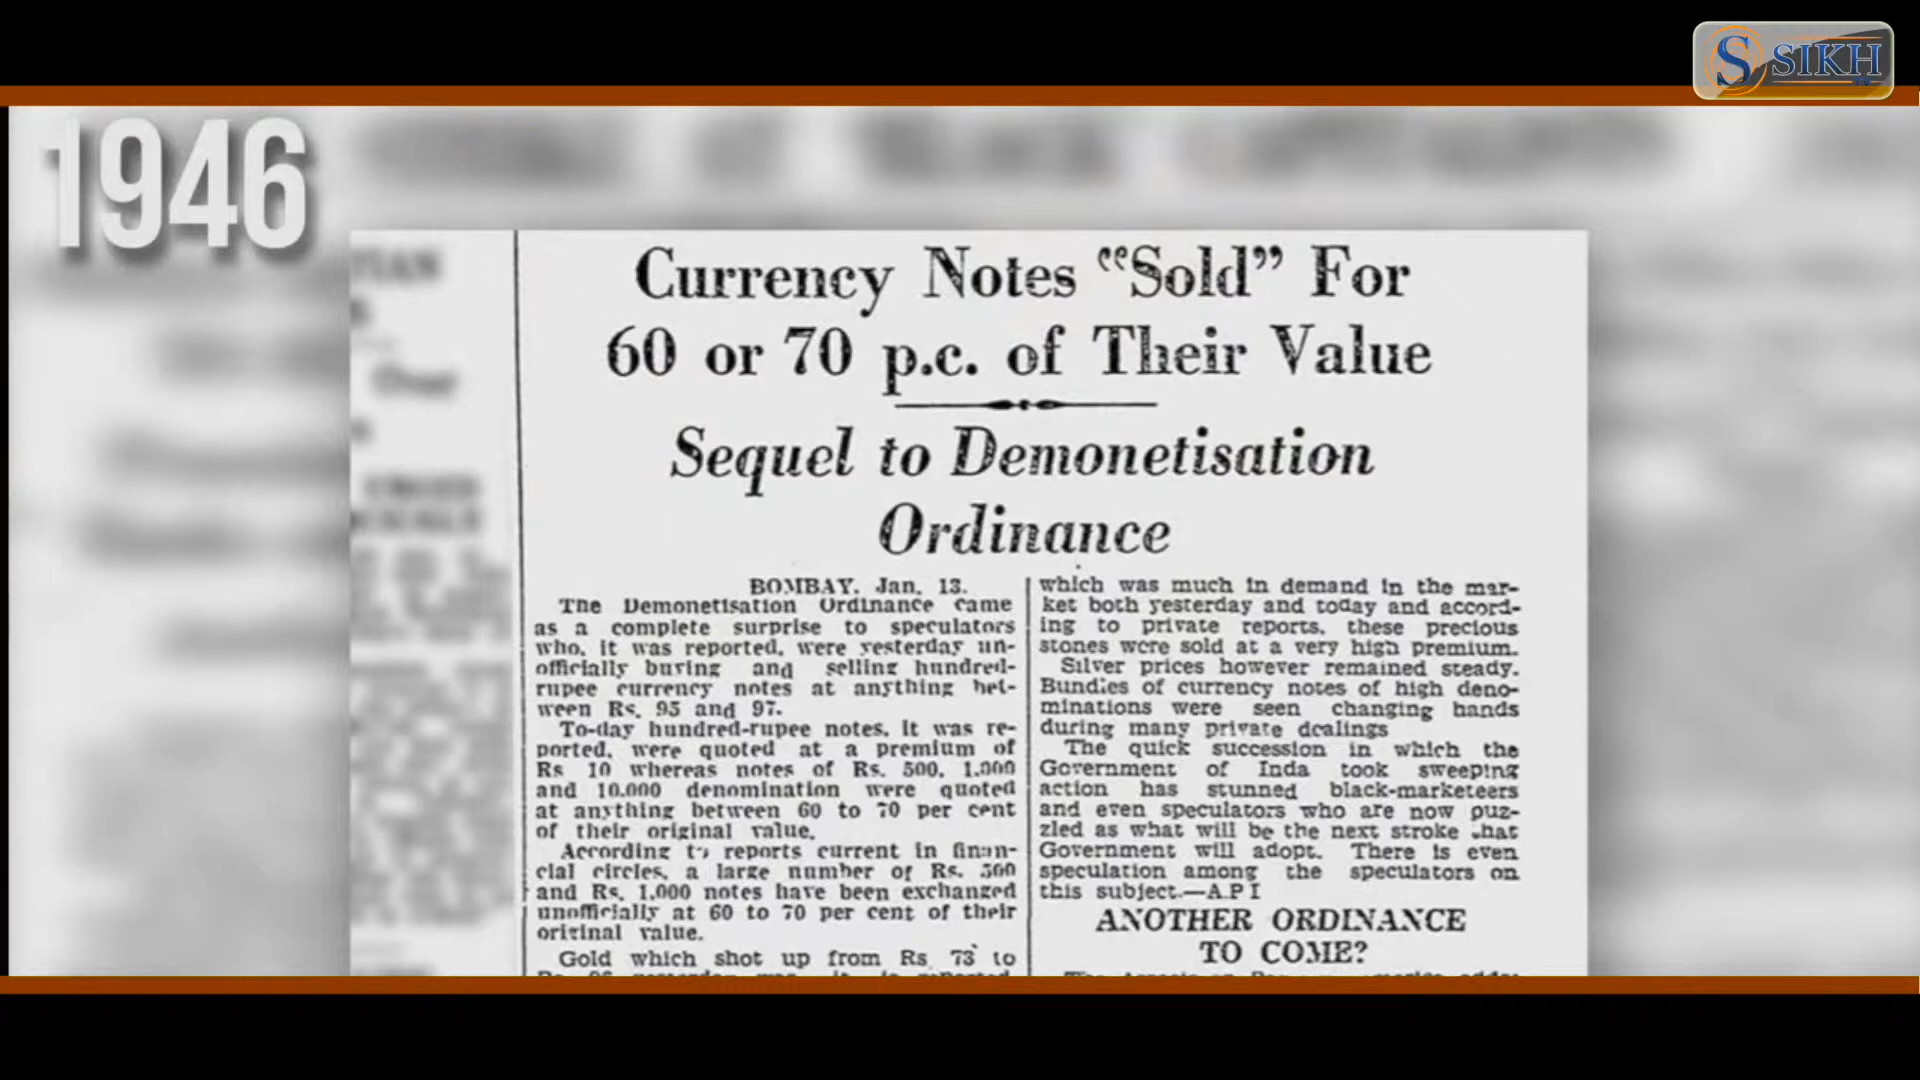 SIKH
1946
Currency Notes “Sold” For
60 or 70 p.c. of Their Value
Sequel to Demonetisation
Ordinance
BOMBAY, Jan. 13.
The Demonetisation Ordinance came
as a complete surprise to speculators
who, it was reported, were yesterday un-
officially buying and selling hundred-
rupee currency notes at anything bet-
ween Rs. 95 and 97.
To-day hundred-rupee notes, it was re-
ported, were quoted at a premium of
Rs 10 whereas notes of Rs. 500, 1,000
and 10,000 denomination were quoted
at anything between 60 to 70 per cent
of their original value.
According to reports current in finan-
cial circles, a large number of Rs. 500
and Rs. 1,000 notes have been exchanged
unofficially at 60 to 70 per cent of their
original value.
Gold which shot up from Rs 73 to
which was much in demand in the mar-
ket both yesterday and today and accord-
ing to private reports, these precious
stones were sold at a very high premium.
Silver prices however remained steady.
Bundles of currency notes of high deno-
minations were seen changing hands
during many private dealings
The quick succession in which the
Government of Inda took sweeping
action has stunned black-marketeers
and even speculators who are now puz-
zled as what will be the next stroke that
Government will adopt. There is even
speculation among the speculators on
this subject.—A.P I
ANOTHER ORDINANCE
TO COME?